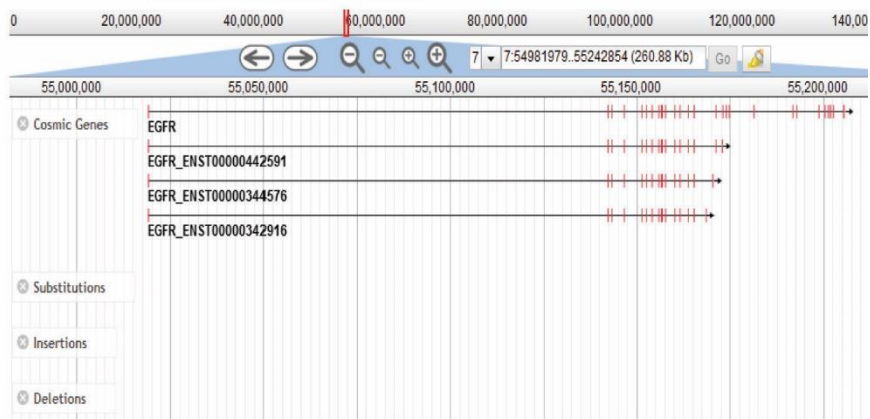 0 20,000,000 40,000,000 60,000,000 80,000,000 100,000,000 120,000,000 140,00
7 7:54981979..55242854 (260.88 Kb) Go
55,000,000 55,050,000 55,100,000 55,150,000 55,200,000
Cosmic Genes
EGFR
EGFR_ENST00000442591
EGFR_ENST00000344576
EGFR_ENST00000342916
Substitutions
Insertions
Deletions